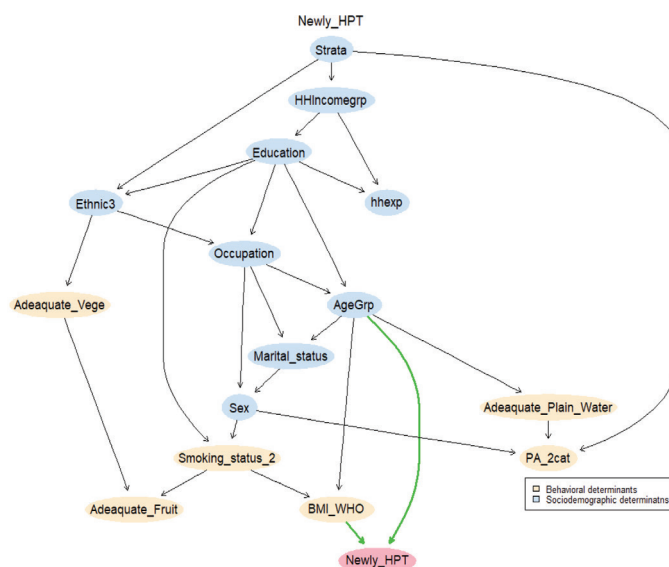 Newly_HPT
Strata
HHIncomegrp
Education
Ethnic3
hhexp
Occupation
Adeaquate_Vege
AgeGrp
Marital_status
Sex
Adeaquate_Plain_Water
Smoking_status_2
PA_2cat
Behavioral determinants
Sociodemographic determinatns
Adeaquate_Fruit
BMI_WHO
Newly_HPT